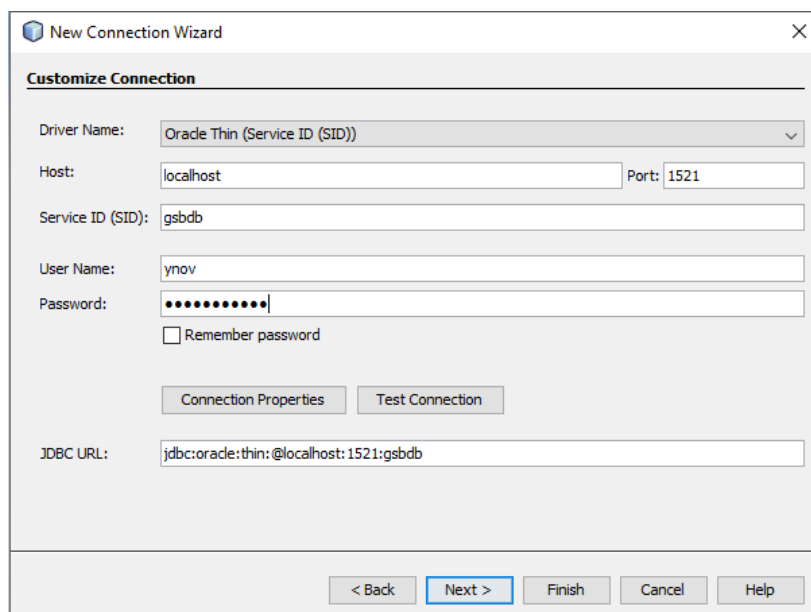 New Connection Wizard
Customize Connection
Driver Name: Oracle Thin (Service ID (SID))
Host: localhost Port: 1521
Service ID (SID): gsbdb
User Name: ynov
Password: ●●●●●●●●●●●
Remember password
Connection Properties Test Connection
JDBC URL: jdbc:oracle:thin:@localhost:1521:gsbdb
< Back Next > Finish Cancel Help